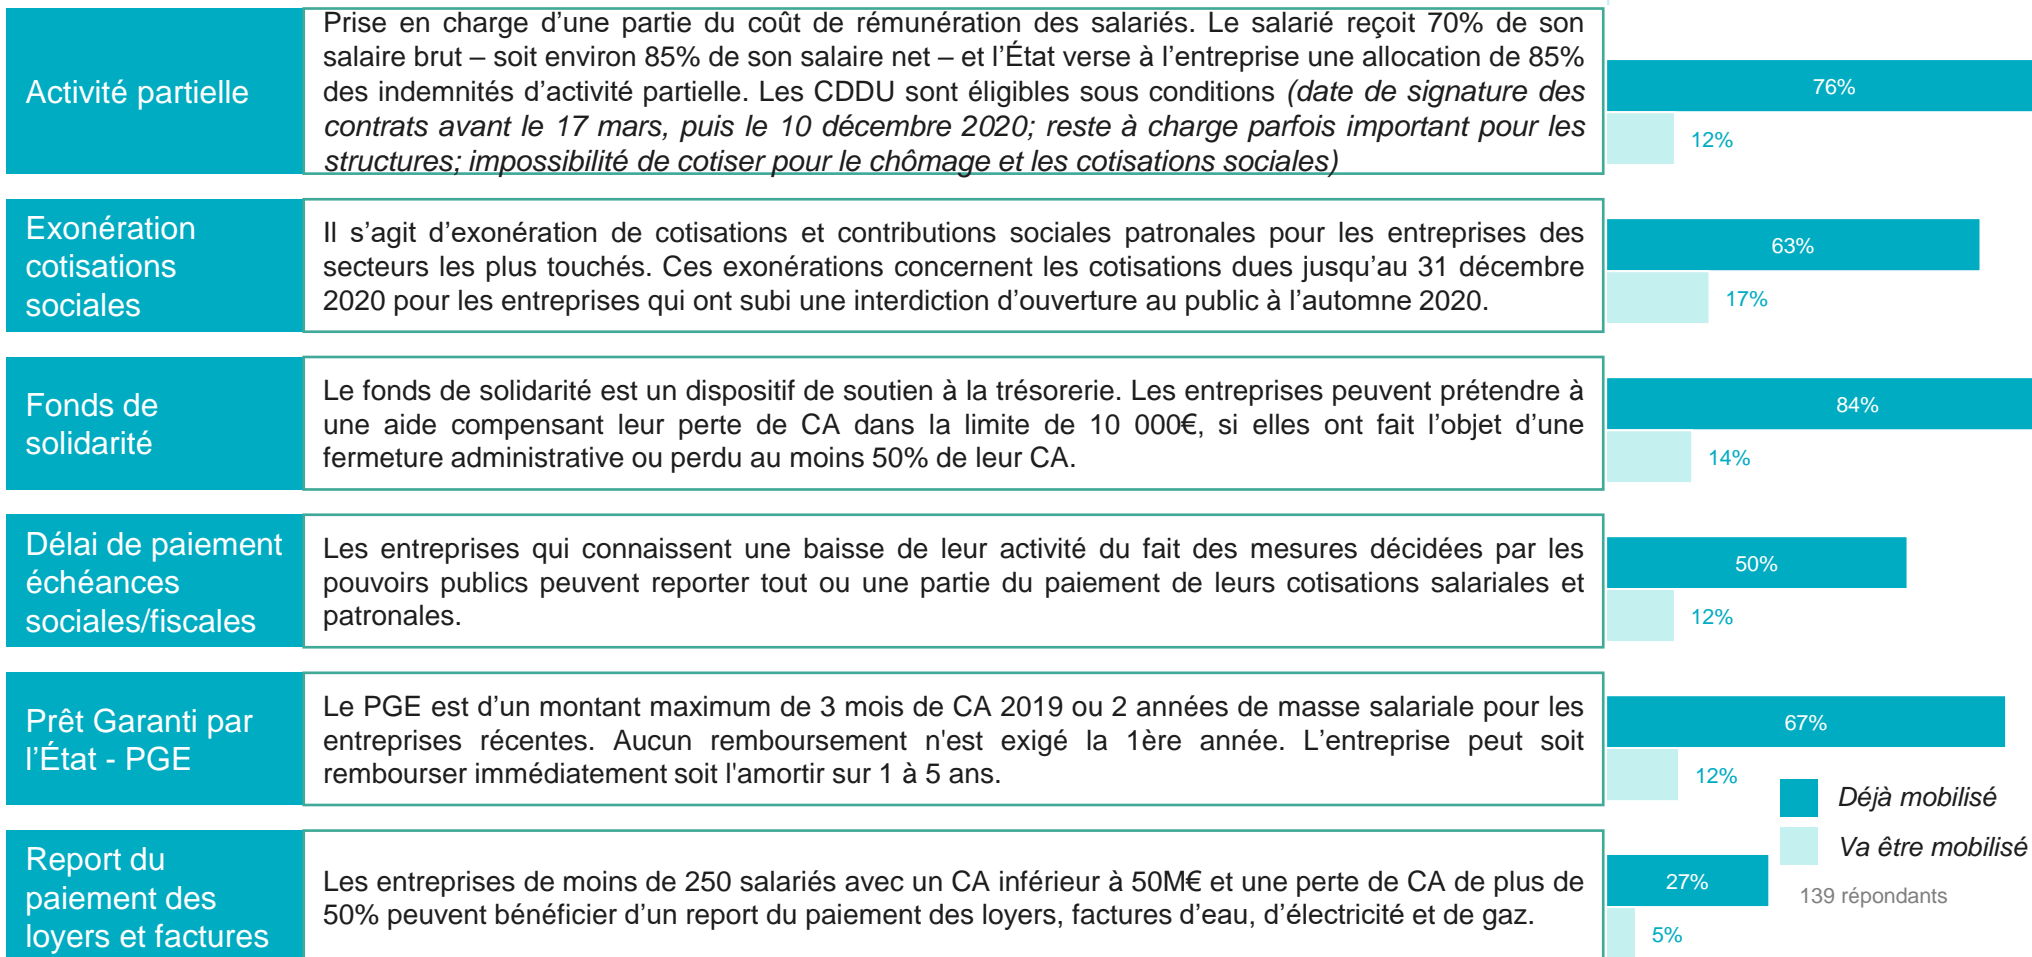 Activité partielle
Prise en charge d’une partie du coût de rémunération des salariés. Le salarié reçoit 70% de son
salaire brut – soit environ 85% de son salaire net – et l’État verse à l’entreprise une allocation de 85%
des indemnités d’activité partielle. Les CDDU sont éligibles sous conditions (date de signature des
contrats avant le 17 mars, puis le 10 décembre 2020; reste à charge parfois important pour les
structures; impossibilité de cotiser pour le chômage et les cotisations sociales)
76%
12%
Exonération
cotisations
sociales
Il s’agit d’exonération de cotisations et contributions sociales patronales pour les entreprises des
secteurs les plus touchés. Ces exonérations concernent les cotisations dues jusqu’au 31 décembre
2020 pour les entreprises qui ont subi une interdiction d’ouverture au public à l’automne 2020.
63%
17%
Fonds de
solidarité
Le fonds de solidarité est un dispositif de soutien à la trésorerie. Les entreprises peuvent prétendre à
une aide compensant leur perte de CA dans la limite de 10 000€, si elles ont fait l’objet d’une
fermeture administrative ou perdu au moins 50% de leur CA.
84%
14%
Délai de paiement
échéances
sociales/fiscales
Les entreprises qui connaissent une baisse de leur activité du fait des mesures décidées par les
pouvoirs publics peuvent reporter tout ou une partie du paiement de leurs cotisations salariales et
patronales.
50%
12%
Prêt Garanti par
l’État - PGE
Le PGE est d’un montant maximum de 3 mois de CA 2019 ou 2 années de masse salariale pour les
entreprises récentes. Aucun remboursement n'est exigé la 1ère année. L’entreprise peut soit
rembourser immédiatement soit l'amortir sur 1 à 5 ans.
67%
12%
Déjà mobilisé
Va être mobilisé
139 répondants
Report du
paiement des
loyers et factures
Les entreprises de moins de 250 salariés avec un CA inférieur à 50M€ et une perte de CA de plus de
50% peuvent bénéficier d’un report du paiement des loyers, factures d’eau, d’électricité et de gaz.
27%
5%